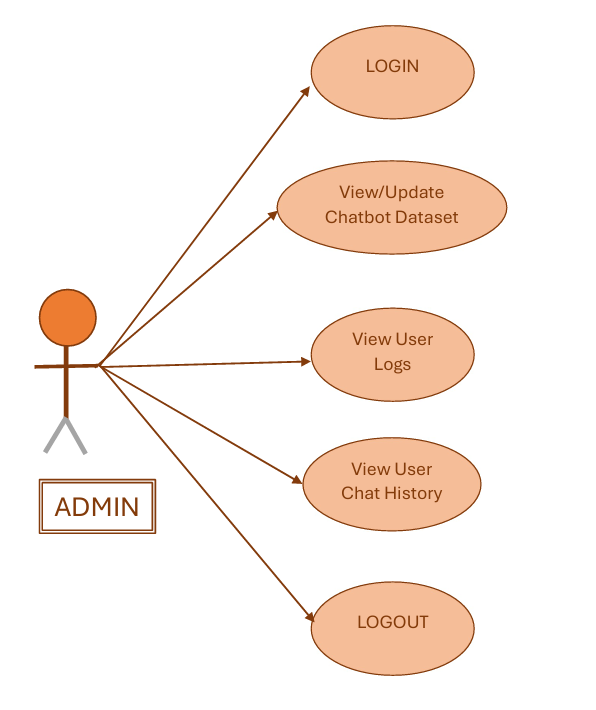 LOGIN
View/Update
Chatbot Dataset
View User
Logs
View User
Chat History
ADMIN
LOGOUT